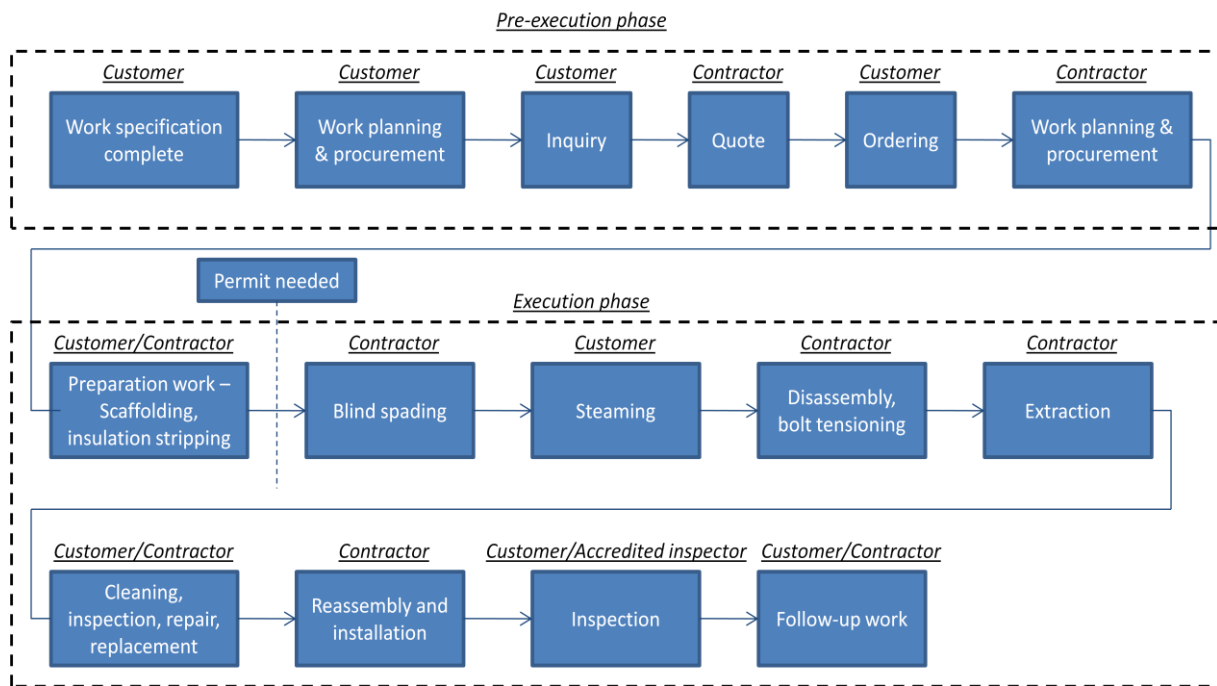 Pre-execution phase
Customer
Customer
Customer
Contractor
Customer
Contractor
Work specification
complete
Work planning
& procurement
Inquiry
Quote
Ordering
Work planning &
procurement
Permit needed
Execution phase
Customer/Contractor
Contractor
Customer
Contractor
Contractor
Preparation work –
Scaffolding,
insulation stripping
Blind spading
Steaming
Disassembly,
bolt tensioning
Extraction
Customer/Contractor
Contractor
Customer/Accredited inspector
Customer/Contractor
Cleaning,
inspection, repair,
replacement
Reassembly and
installation
Inspection
Follow-up work